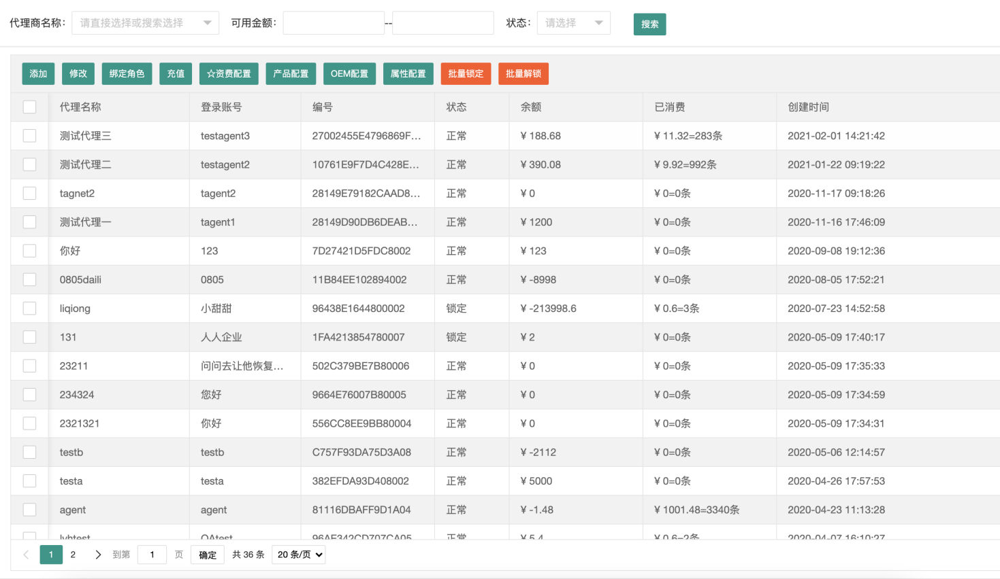 代理商名称： 请直接选择或搜索选择 可用金额： -- 状态： 请选择 搜索
添加 修改 绑定角色 充值 ☆资费配置 产品配置 OEM配置 属性配置 批量锁定 批量解锁
代理名称 登录账号 编号 状态 余额 已消费 创建时间
测试代理三 testagent3 27002455E4796869F... 正常 ¥ 188.68 ¥ 11.32=283条 2021-02-01 14:21:42
测试代理二 testagent2 10761E9F7D4C428E... 正常 ¥ 390.08 ¥ 9.92=992条 2021-01-22 09:19:22
tagnet2 tagent2 28149E79182CAAD8... 正常 ¥ 0 ¥ 0=0条 2020-11-17 09:18:26
测试代理一 tagent1 28149D90DB6DEAB... 正常 ¥ 1200 ¥ 0=0条 2020-11-16 17:46:09
你好 123 7D27421D5FDC8002 正常 ¥ 123 ¥ 0=0条 2020-09-08 19:12:36
0805daili 0805 11B84EE102894002 正常 ¥ -8998 ¥ 0=0条 2020-08-05 17:52:21
liqiong 小甜甜 96438E1644800002 锁定 ¥ -213998.6 ¥ 0.6=3条 2020-07-23 14:52:58
131 人人企业 1FA4213854780007 锁定 ¥ 2 ¥ 0=0条 2020-05-09 17:40:17
23211 问问去让他恢复... 502C379BE7B80006 正常 ¥ 0 ¥ 0=0条 2020-05-09 17:35:33
234324 您好 9664E76007B80005 正常 ¥ 0 ¥ 0=0条 2020-05-09 17:34:59
2321321 你好 556CC8EE9BB80004 正常 ¥ 0 ¥ 0=0条 2020-05-09 17:34:31
testb testb C757F93DA75D3A08 正常 ¥ -2112 ¥ 0=0条 2020-05-06 12:14:57
testa testa 382EFDA93D408002 正常 ¥ 5000 ¥ 0=0条 2020-04-26 17:57:53
agent agent 81116DBAFF9D1A04 正常 ¥ -1.48 ¥ 1001.48=3340条 2020-04-23 11:13:28
lyhtest QAtest 96AF342CD707CA05 正常 ¥ 5.4 ¥ 0.6=2条 2020-04-07 16:10:27
1 2 到第 1 页 确定 共 36 条 20 条/页